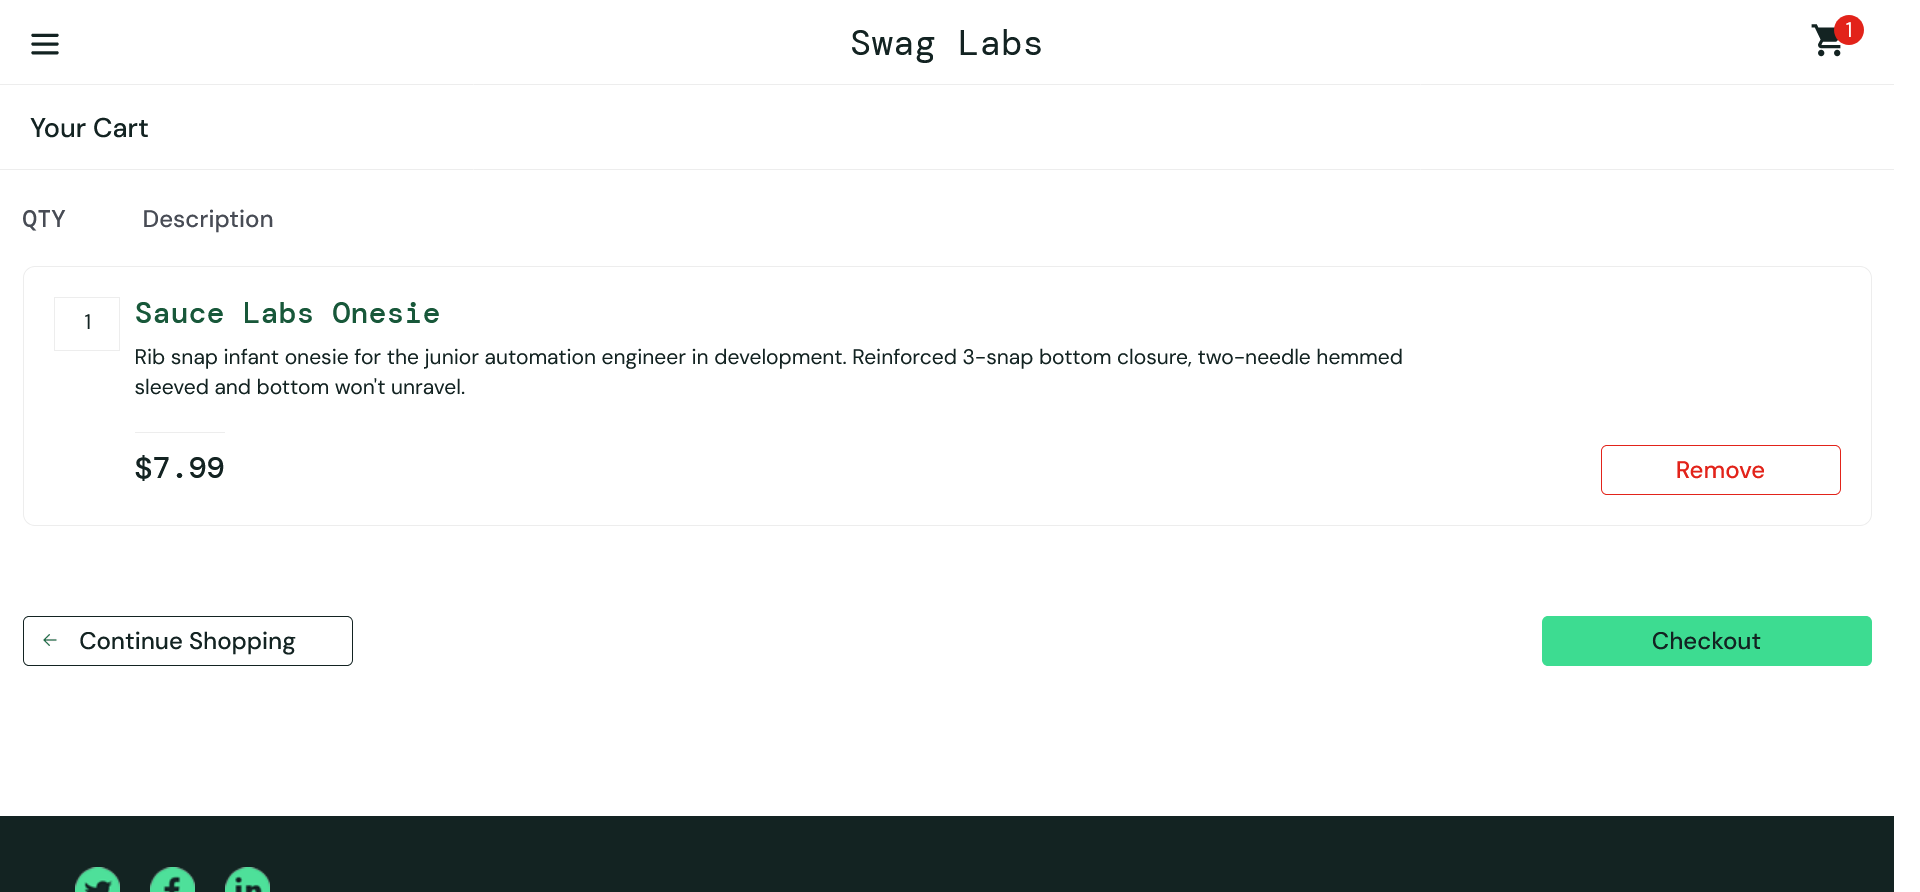 Swag Labs
1
Your Cart
QTY
Description
1
Sauce Labs Onesie
Rib snap infant onesie for the junior automation engineer in development. Reinforced 3-snap bottom closure, two-needle hemmed
sleeved and bottom won't unravel.
$7.99
Remove
Continue Shopping
Checkout